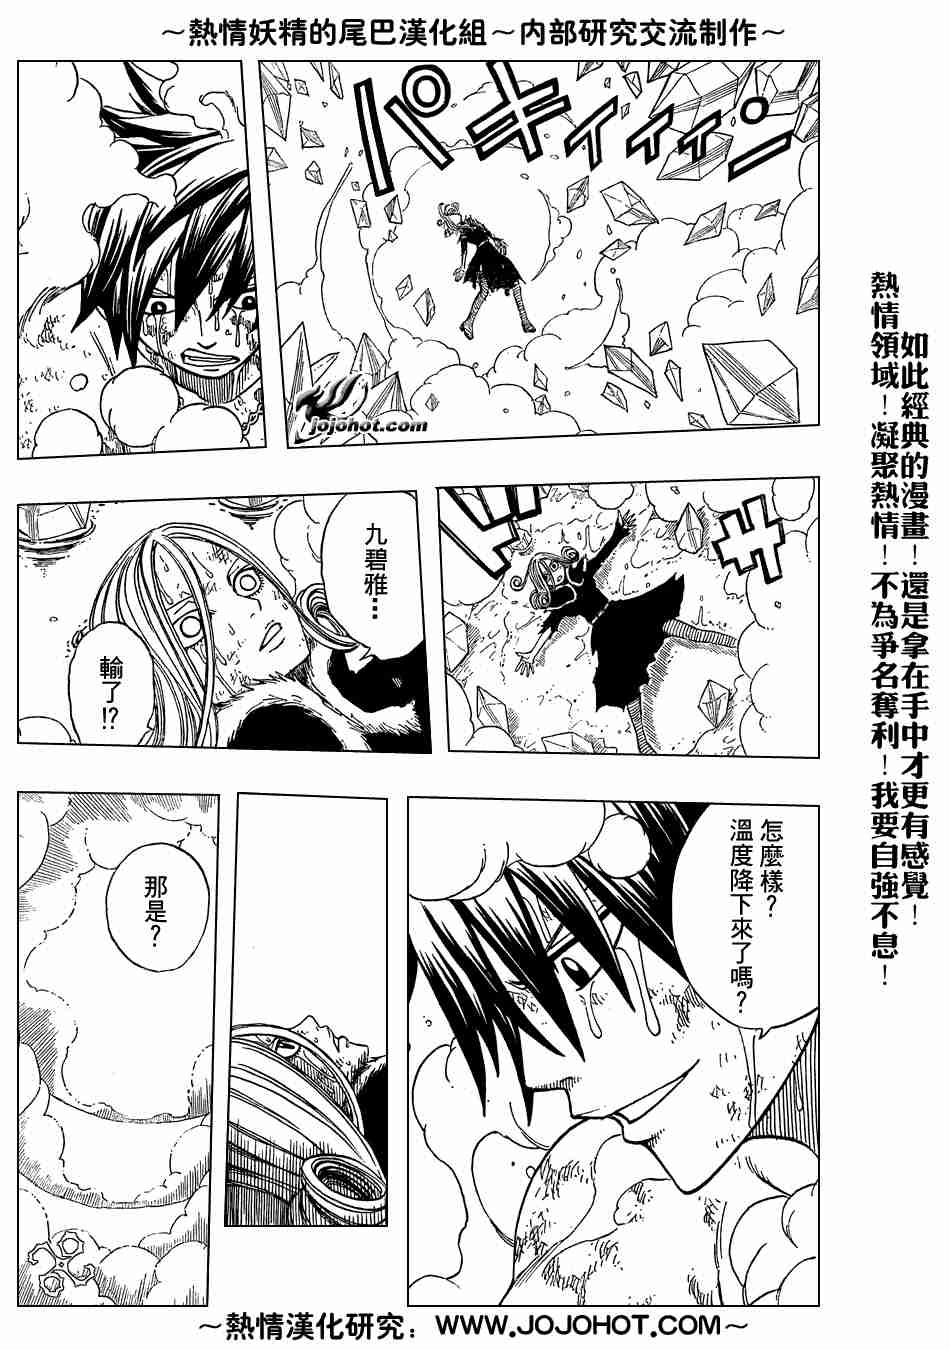 ~熱情妖精的尾巴漢化組~内部研究交流制作~
パキィイィィン
jojohot.com
九碧雅⋯
輸了!?
怎麼樣?
溫度降下來了嗎?
那是?
如此經典的漫畫!還是拿在手中才更有感覺!
熱情領域!凝聚熱情!不為爭名奪利!我要自強不息!
~熱情漢化研究：WWW.JOJOHOT.COM~